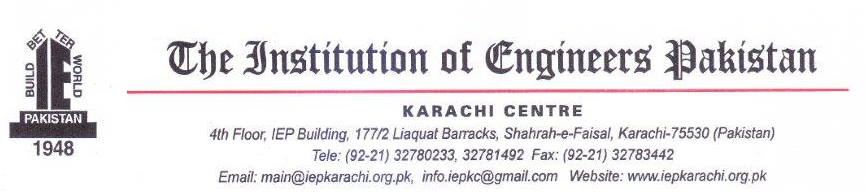 BUILD BETTER WORLD
IE
PAKISTAN
1948
The Institution of Engineers Pakistan
KARACHI CENTRE
4th Floor, IEP Building, 177/2 Liaquat Barracks, Shahrah-e-Faisal, Karachi-75530 (Pakistan)
Tele: (92-21) 32780233, 32781492 Fax: (92-21) 32783442
Email: main@iepkarachi.org.pk, info.iepkc@gmail.com Website: www.iepkarachi.org.pk